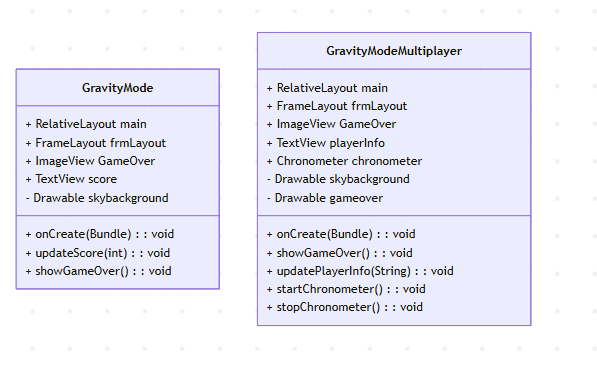 GravityMode
+ RelativeLayout main
+ FrameLayout frmLayout
+ ImageView GameOver
+ TextView score
- Drawable skybackground
+ onCreate(Bundle) : : void
+ updateScore(int) : : void
+ showGameOver() : : void
GravityModeMultiplayer
+ RelativeLayout main
+ FrameLayout frmLayout
+ ImageView GameOver
+ TextView playerInfo
+ Chronometer chronometer
- Drawable skybackground
- Drawable gameover
+ onCreate(Bundle) : : void
+ showGameOver() : : void
+ updatePlayerInfo(String) : : void
+ startChronometer() : : void
+ stopChronometer() : : void